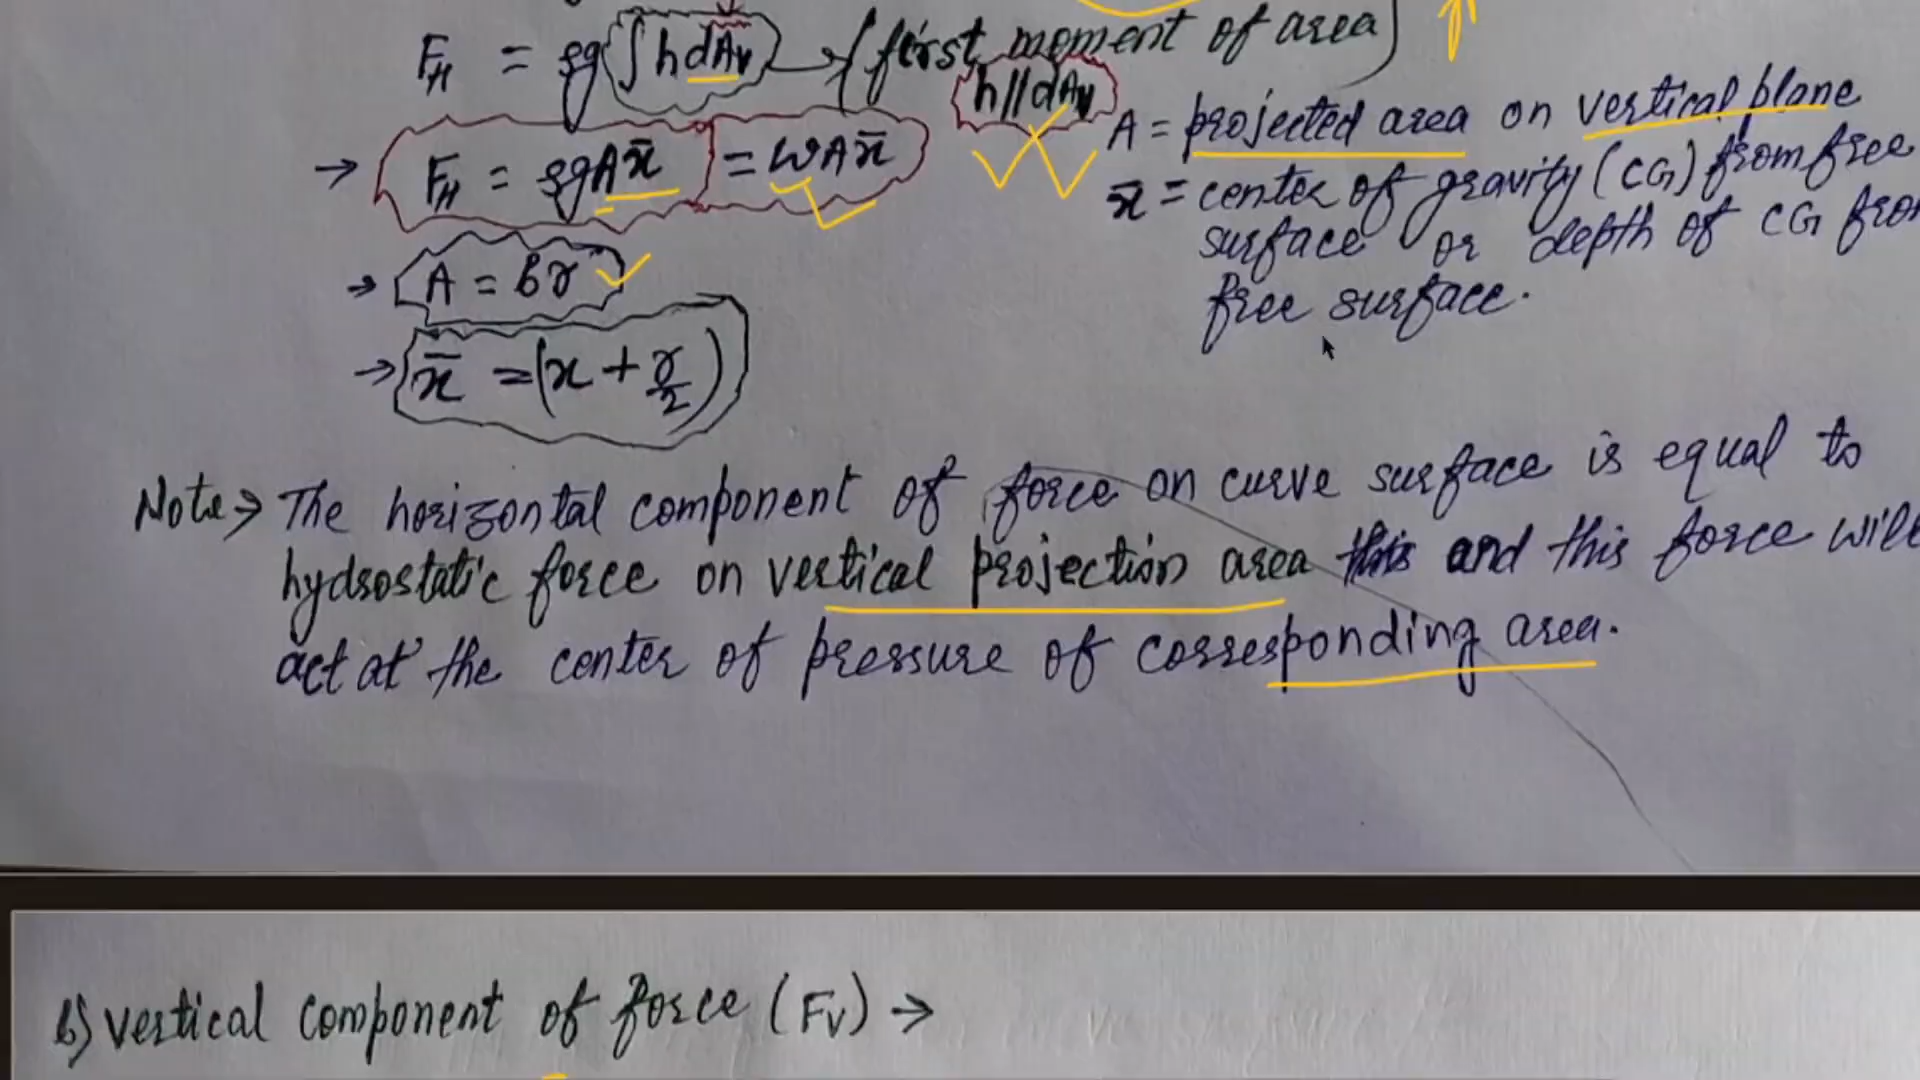 F_H = ρg(∫h dA_v) → (first moment of area)
h//dA_v
→ F_H = ρgAx̄ = wAx̄
A = projected area on vertical plane
x̄ = center of gravity (CG) from free
surface or depth of CG from
free surface.
→ A = br
→ x̄ = (x + r/2)
Note → The horizontal component of force on curve surface is equal to
hydrostatic force on vertical projection area this and this force will
act at the center of pressure of corresponding area.
b) vertical component of force (Fv) →